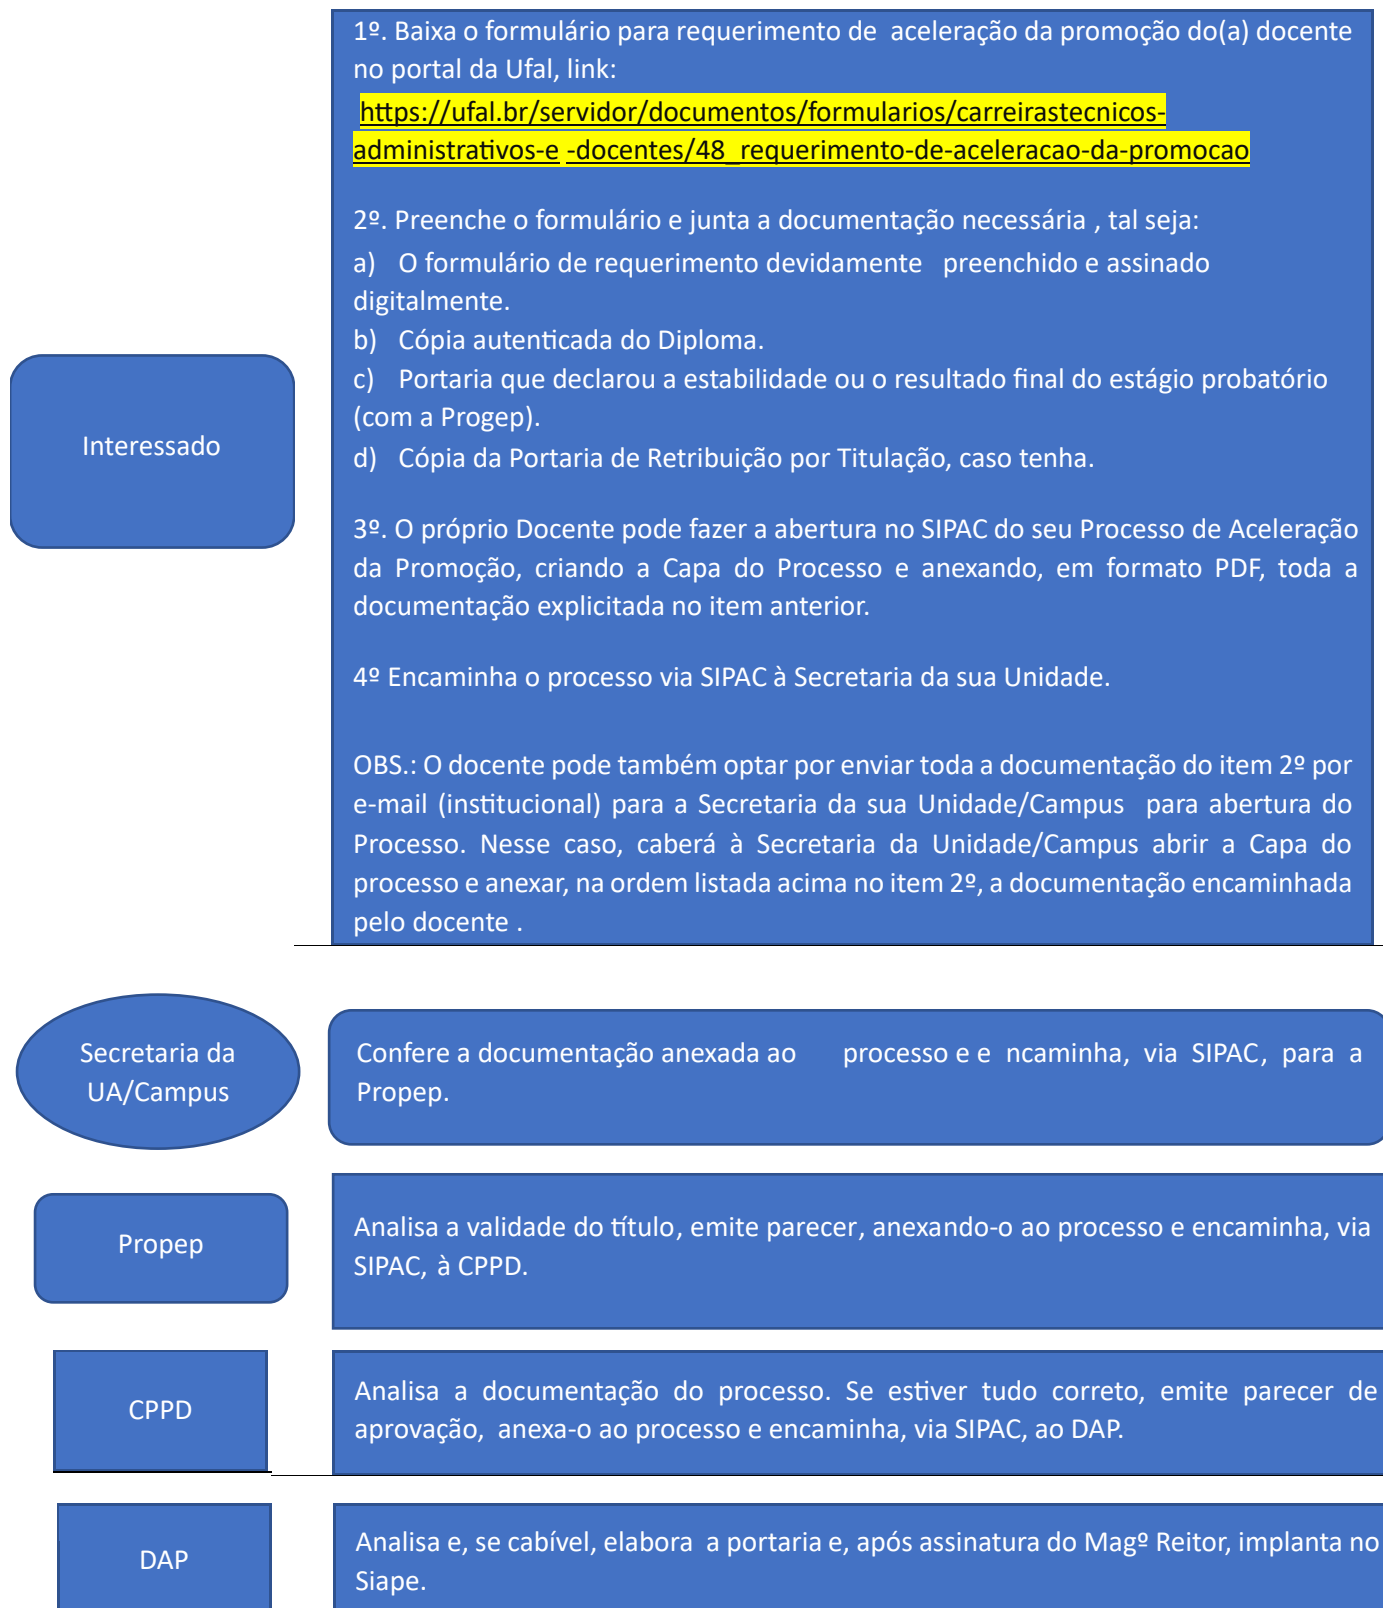 1º. Baixa o formulário para requerimento de aceleração da promoção do(a) docente
no portal da Ufal, link:
https://ufal.br/servidor/documentos/formularios/carreirastecnicos-
administrativos-e -docentes/48_requerimento-de-aceleracao-da-promocao
2º. Preenche o formulário e junta a documentação necessária , tal seja:
a) O formulário de requerimento devidamente preenchido e assinado
digitalmente.
b) Cópia autenticada do Diploma.
c) Portaria que declarou a estabilidade ou o resultado final do estágio probatório
(com a Progep).
d) Cópia da Portaria de Retribuição por Titulação, caso tenha.
3º. O próprio Docente pode fazer a abertura no SIPAC do seu Processo de Aceleração
da Promoção, criando a Capa do Processo e anexando, em formato PDF, toda a
documentação explicitada no item anterior.
4º Encaminha o processo via SIPAC à Secretaria da sua Unidade.
OBS.: O docente pode também optar por enviar toda a documentação do item 2º por
e-mail (institucional) para a Secretaria da sua Unidade/Campus para abertura do
Processo. Nesse caso, caberá à Secretaria da Unidade/Campus abrir a Capa do
processo e anexar, na ordem listada acima no item 2º, a documentação encaminhada
pelo docente .
Interessado
Secretaria da
UA/Campus
Confere a documentação anexada ao processo e e ncaminha, via SIPAC, para a
Propep.
Propep
Analisa a validade do título, emite parecer, anexando-o ao processo e encaminha, via
SIPAC, à CPPD.
CPPD
Analisa a documentação do processo. Se estiver tudo correto, emite parecer de
aprovação, anexa-o ao processo e encaminha, via SIPAC, ao DAP.
DAP
Analisa e, se cabível, elabora a portaria e, após assinatura do Magº Reitor, implanta no
Siape.